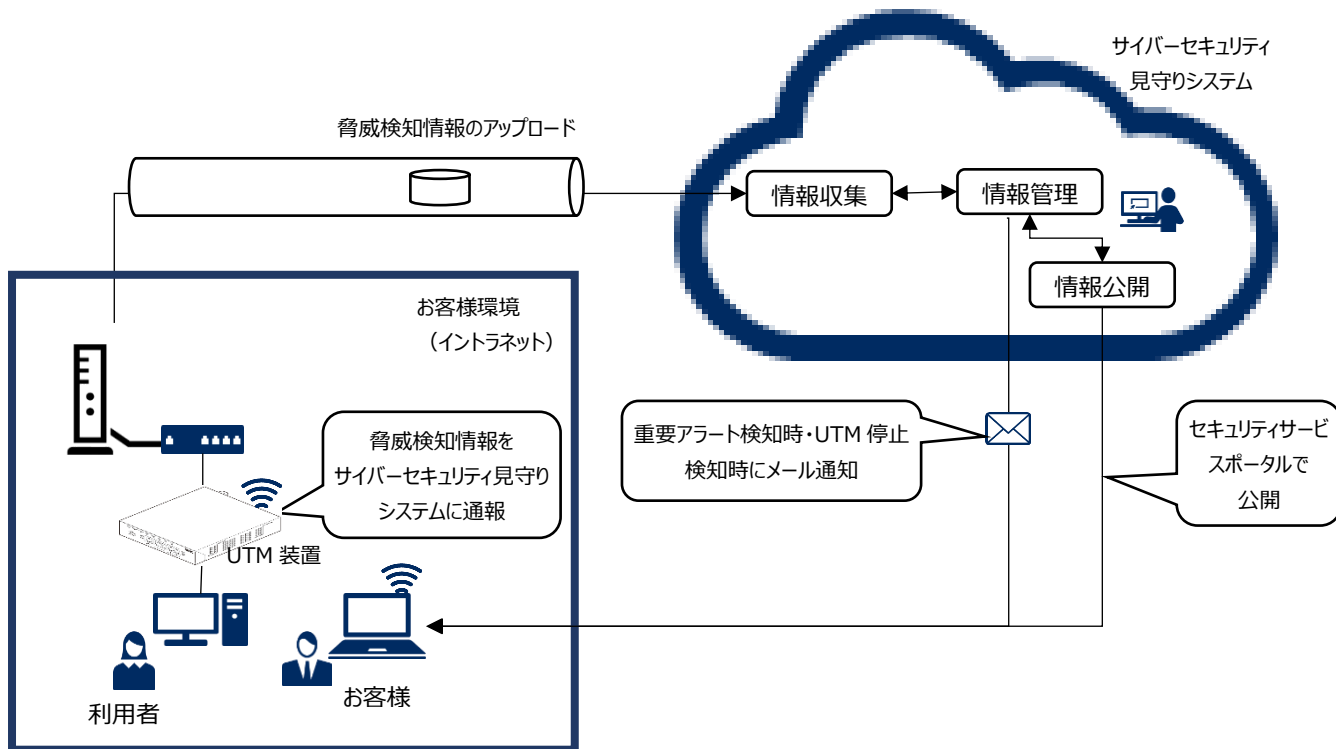 サイバーセキュリティ
見守りシステム
脅威検知情報のアップロード
情報収集
情報管理
情報公開
お客様環境
（イントラネット）
脅威検知情報を
サイバーセキュリティ見守り
システムに通報
UTM 装置
利用者
お客様
重要アラート検知時・UTM 停止
検知時にメール通知
セキュリティサービ
スポータルで
公開